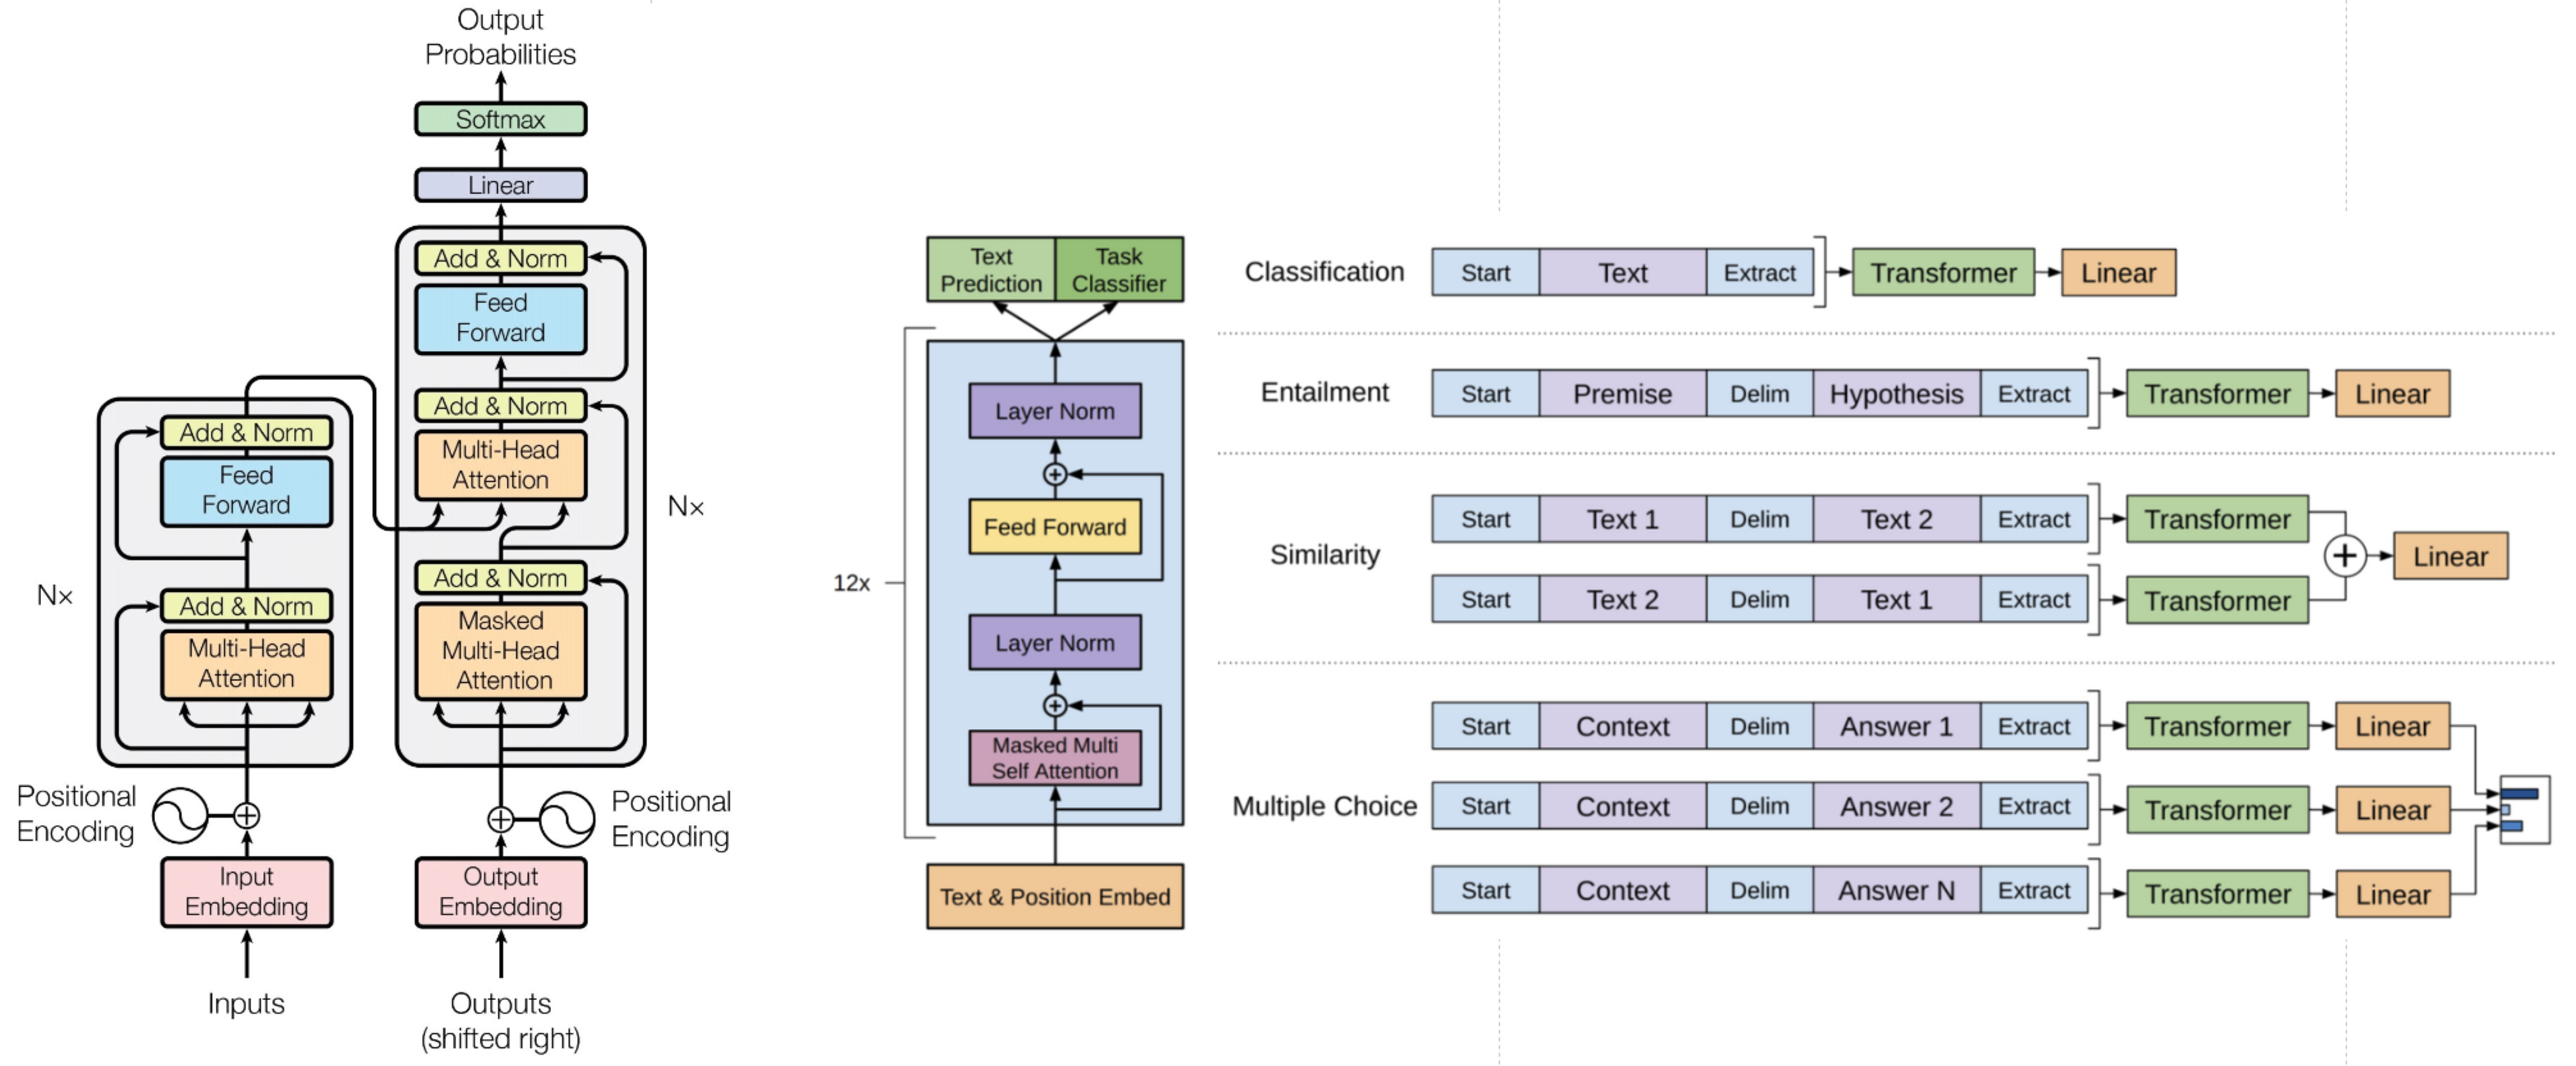 Output
Probabilities
Softmax
Linear
Add & Norm
Feed
Forward
Add & Norm
Multi-Head
Attention
Add & Norm
Masked
Multi-Head
Attention
Nx
Add & Norm
Feed
Forward
Add & Norm
Multi-Head
Attention
Nx
Positional
Encoding
Positional
Encoding
Input
Embedding
Output
Embedding
Inputs
Outputs
(shifted right)
Text
Prediction
Task
Classifier
Layer Norm
Feed Forward
Layer Norm
Masked Multi
Self Attention
12x
Text & Position Embed
Classification
Start Text Extract Transformer Linear
Entailment
Start Premise Delim Hypothesis Extract Transformer Linear
Similarity
Start Text 1 Delim Text 2 Extract Transformer
Start Text 2 Delim Text 1 Extract Transformer
Linear
Multiple Choice
Start Context Delim Answer 1 Extract Transformer Linear
Start Context Delim Answer 2 Extract Transformer Linear
Start Context Delim Answer N Extract Transformer Linear